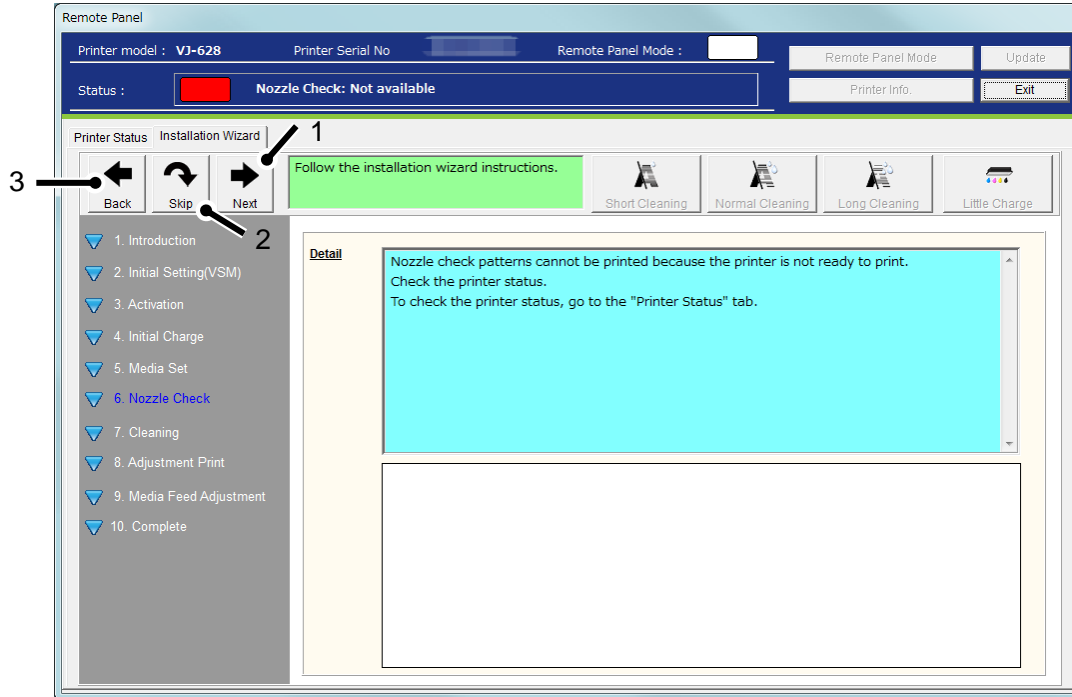 Remote Panel
Printer model : VJ-628 Printer Serial No Remote Panel Mode :
Remote Panel Mode Update
Status : Nozzle Check: Not available
Printer Info. Exit
Printer Status Installation Wizard 1
3 Back Skip Next Follow the installation wizard instructions. Short Cleaning Normal Cleaning Long Cleaning Little Charge
2
1. Introduction
2. Initial Setting(VSM)
3. Activation
4. Initial Charge
5. Media Set
6. Nozzle Check
7. Cleaning
8. Adjustment Print
9. Media Feed Adjustment
10. Complete
Detail
Nozzle check patterns cannot be printed because the printer is not ready to print.
Check the printer status.
To check the printer status, go to the "Printer Status" tab.